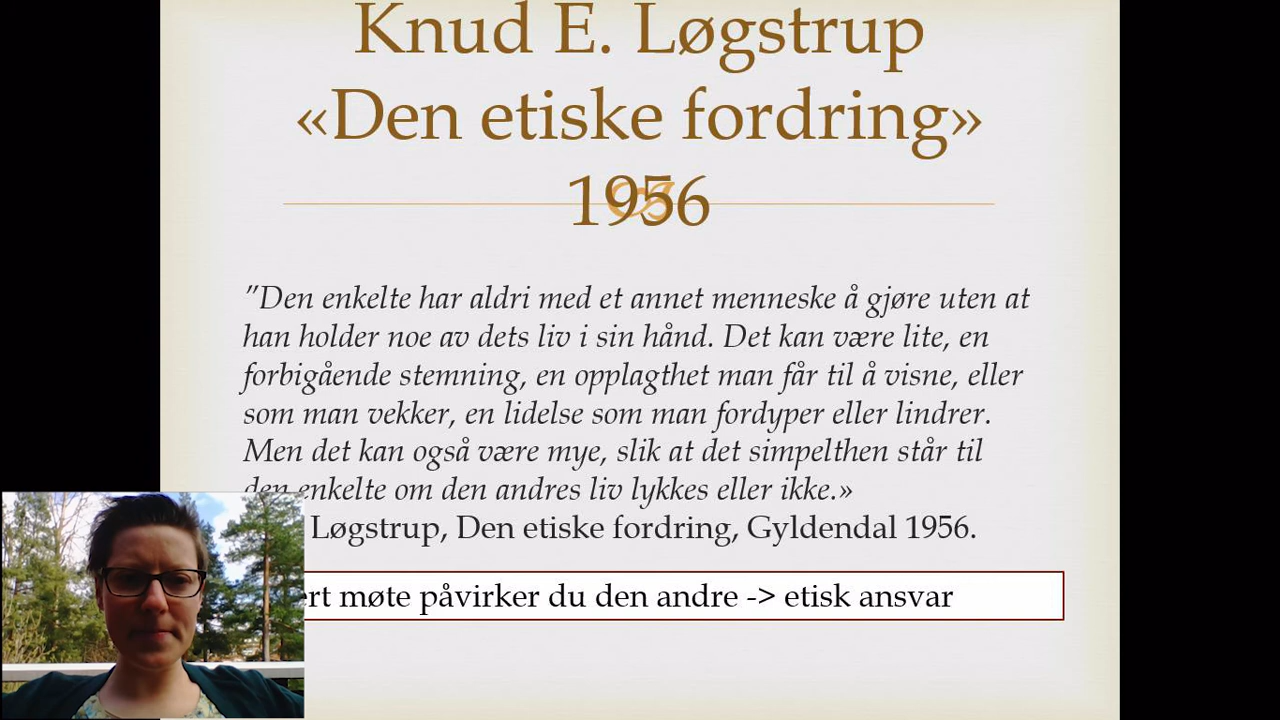 Knud E. Løgstrup
«Den etiske fordring»
1956
”Den enkelte har aldri med et annet menneske å gjøre uten at
han holder noe av dets liv i sin hånd. Det kan være lite, en
forbigående stemning, en opplagthet man får til å visne, eller
som man vekker, en lidelse som man fordyper eller lindrer.
Men det kan også være mye, slik at det simpelthen står til
den enkelte om den andres liv lykkes eller ikke.»
Løgstrup, Den etiske fordring, Gyldendal 1956.
møte påvirker du den andre -> etisk ansvar